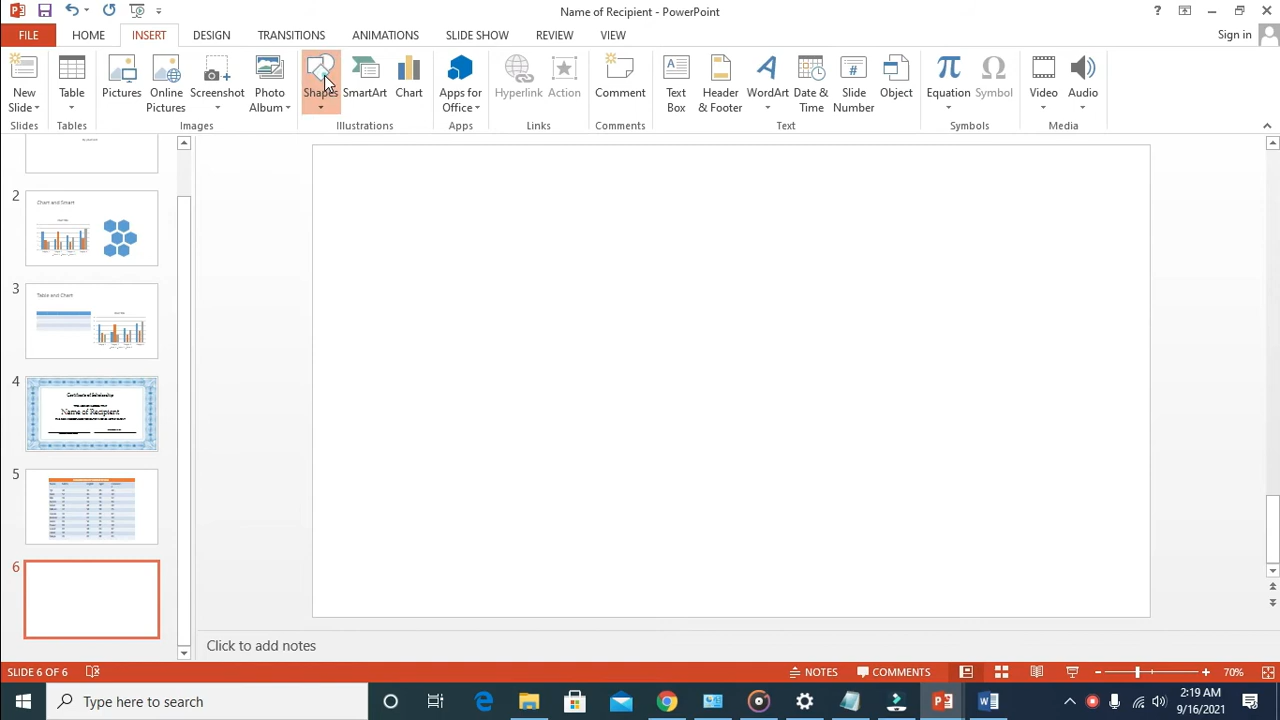 Name of Recipient - PowerPoint
?
FILE HOME INSERT DESIGN TRANSITIONS ANIMATIONS SLIDE SHOW REVIEW VIEW Sign in
New Slide
Table
Pictures
Online Pictures
Screenshot
Photo Album
Shapes
SmartArt
Chart
Apps for Office
Hyperlink
Action
Comment
Text Box
Header & Footer
WordArt
Date & Time
Slide Number
Object
Equation
Symbol
Video
Audio
Slides Tables Images Illustrations Apps Links Comments Text Symbols Media
2
Chart and Smart
3
Table and Chart
4
Certificate of Scholarship
Name of Recipient
5
6
Click to add notes
SLIDE 6 OF 6 NOTES COMMENTS 70%
Type here to search
2:19 AM
9/16/2021